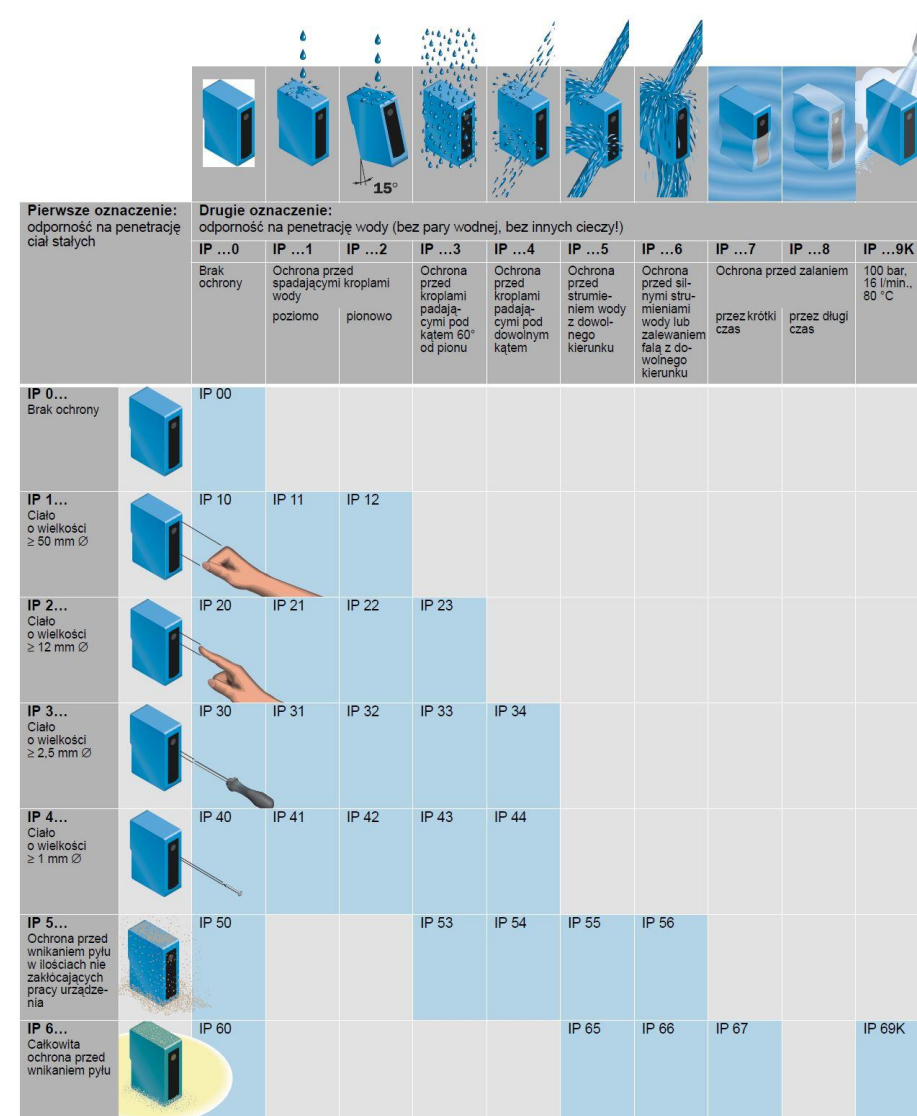 15°
Pierwsze oznaczenie:
odporność na penetrację
ciał stałych
Drugie oznaczenie:
odporność na penetrację wody (bez pary wodnej, bez innych cieczy!)
IP …0
IP …1
IP …2
IP …3
IP …4
IP …5
IP …6
IP …7
IP …8
IP …9K
Brak
ochrony
Ochrona przed
spadającymi kroplami
wody
poziomo
pionowo
Ochrona
przed
kroplami
padają-
cymi pod
kątem 60°
od pionu
Ochrona
przed
kroplami
padają-
cymi pod
dowolnym
kątem
Ochrona
przed
strumie-
niem wody
z dowol-
nego
kierunku
Ochrona
przed sil-
nymi stru-
mieniami
wody lub
zalewaniem
falą z do-
wolnego
kierunku
Ochrona przed zalaniem
przez krótki
czas
przez długi
czas
100 bar,
16 l/min.,
80 °C
IP 0…
Brak ochrony
IP 00
IP 1…
Ciało
o wielkości
≥ 50 mm ∅
IP 10
IP 11
IP 12
IP 2…
Ciało
o wielkości
≥ 12 mm ∅
IP 20
IP 21
IP 22
IP 23
IP 3…
Ciało
o wielkości
≥ 2,5 mm ∅
IP 30
IP 31
IP 32
IP 33
IP 34
IP 4…
Ciało
o wielkości
≥ 1 mm ∅
IP 40
IP 41
IP 42
IP 43
IP 44
IP 5…
Ochrona przed
wnikaniem pyłu
w ilościach nie
zakłócających
pracy urządze-
nia
IP 50
IP 53
IP 54
IP 55
IP 56
IP 6…
Całkowita
ochrona przed
wnikaniem pyłu
IP 60
IP 65
IP 66
IP 67
IP 69K